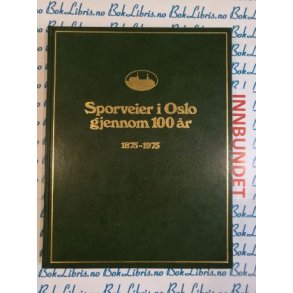 Sporveier i Oslo
gjennom 100 år
1875-1975
INNBUNDET
BokLibris.no